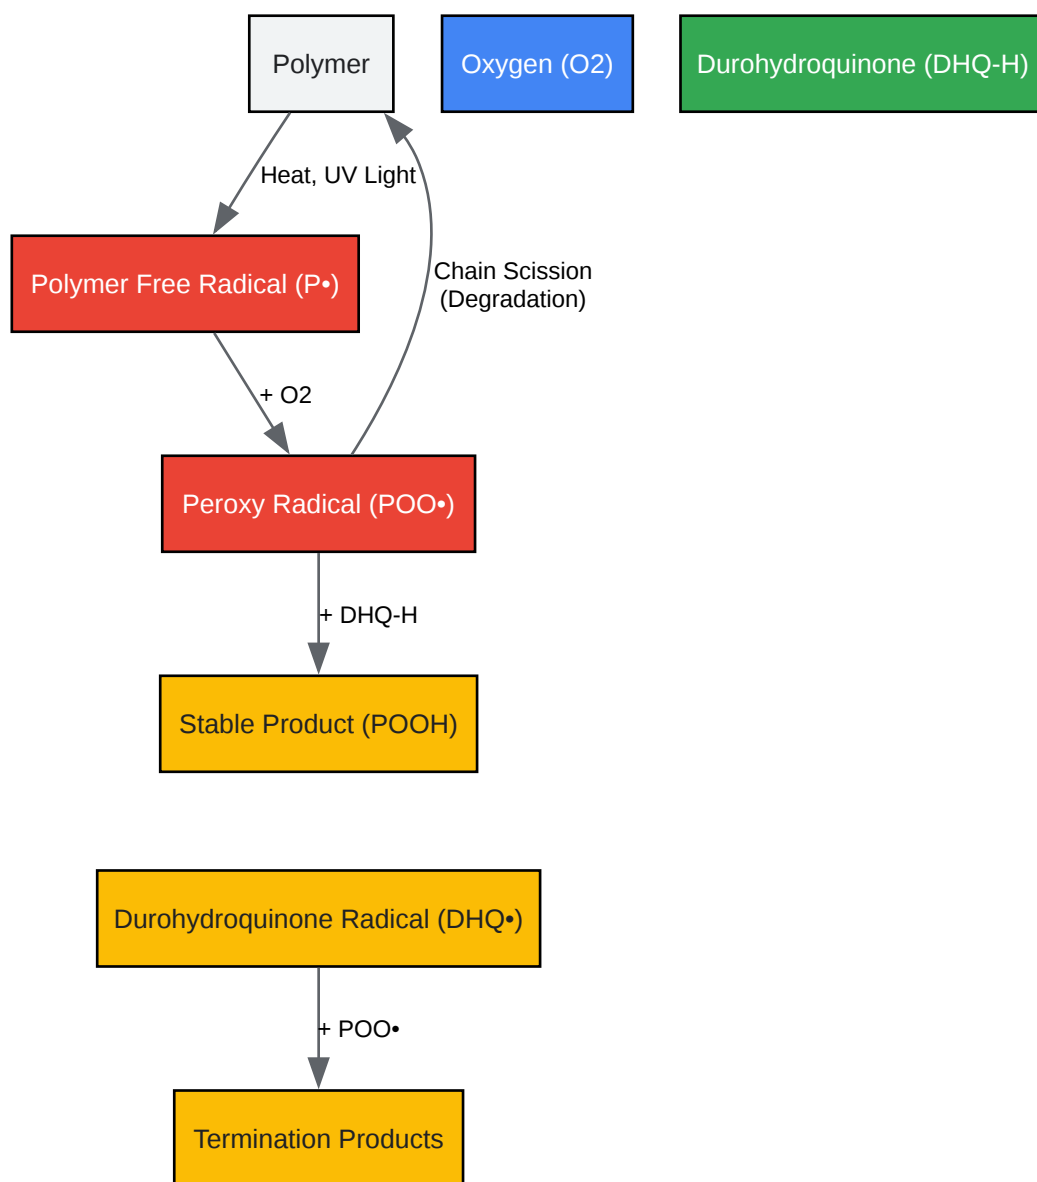 Polymer
Oxygen (O2)
Durohydroquinone (DHQ-H)
Heat, UV Light
Polymer Free Radical (P•)
Chain Scission
(Degradation)
+ O2
Peroxy Radical (POO•)
+ DHQ-H
Stable Product (POOH)
Durohydroquinone Radical (DHQ•)
+ POO•
Termination Products